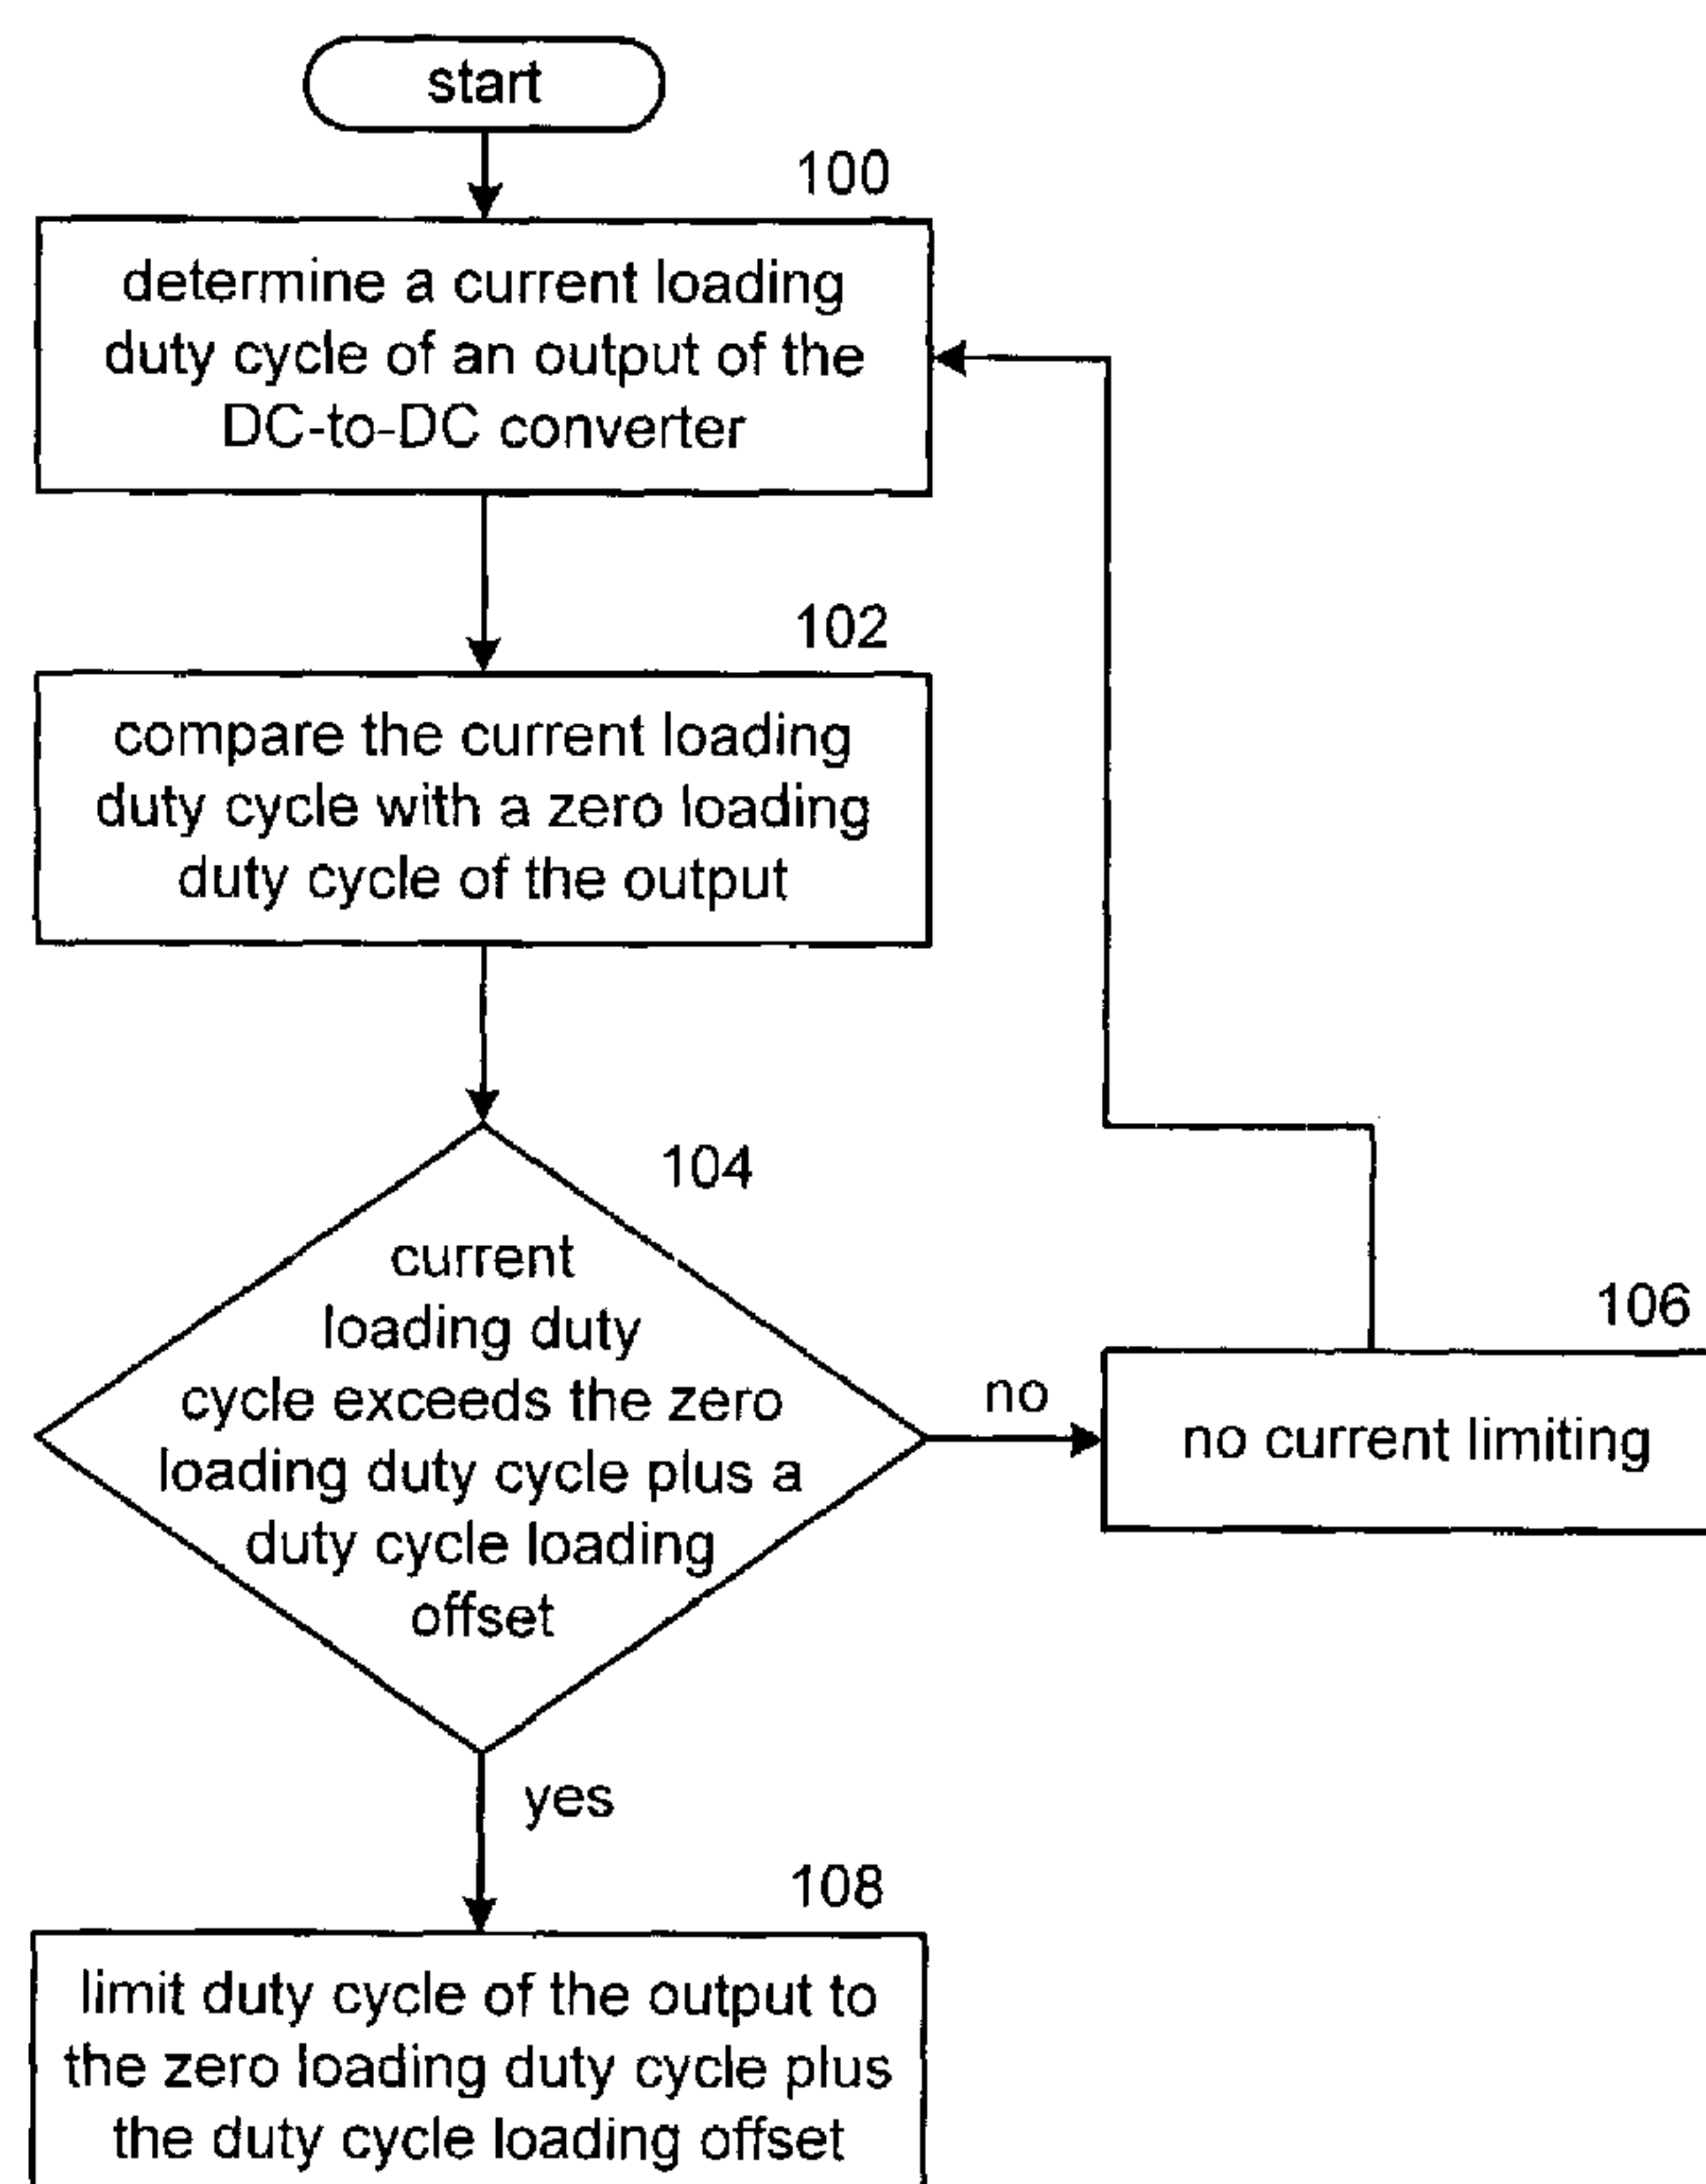 start
100
determine a current loading
duty cycle of an output of the
DC-to-DC converter
102
compare the current loading
duty cycle with a zero loading
duty cycle of the output
104
current
loading duty
cycle exceeds the zero
loading duty cycle plus a
duty cycle loading
offset
no
106
no current limiting
yes
108
limit duty cycle of the output to
the zero loading duty cycle plus
the duty cycle loading offset